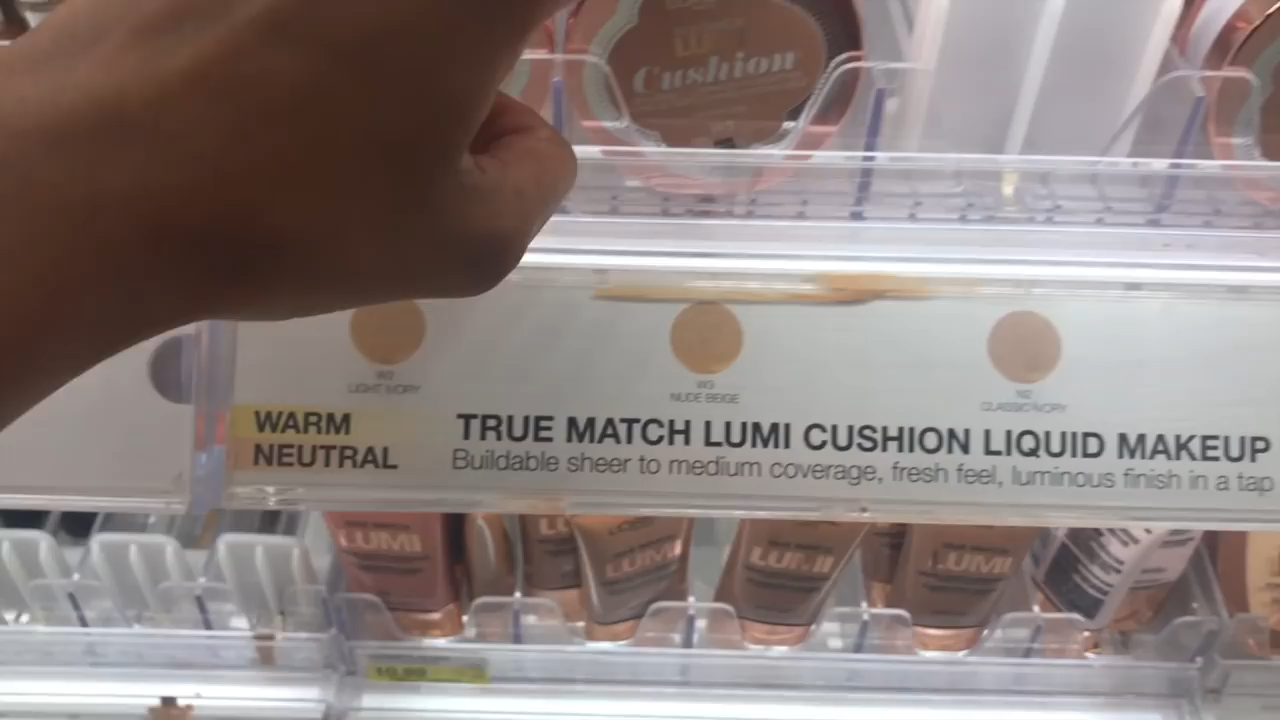 LUMI
Cushion
LIGHT IVORY
W3
NUDE BEIGE
N2
CLASSIC IVORY
WARM
NEUTRAL
TRUE MATCH LUMI CUSHION LIQUID MAKEUP
Buildable sheer to medium coverage, fresh feel, luminous finish in a tap
LUMI
LUMI
LUMI
LUMI